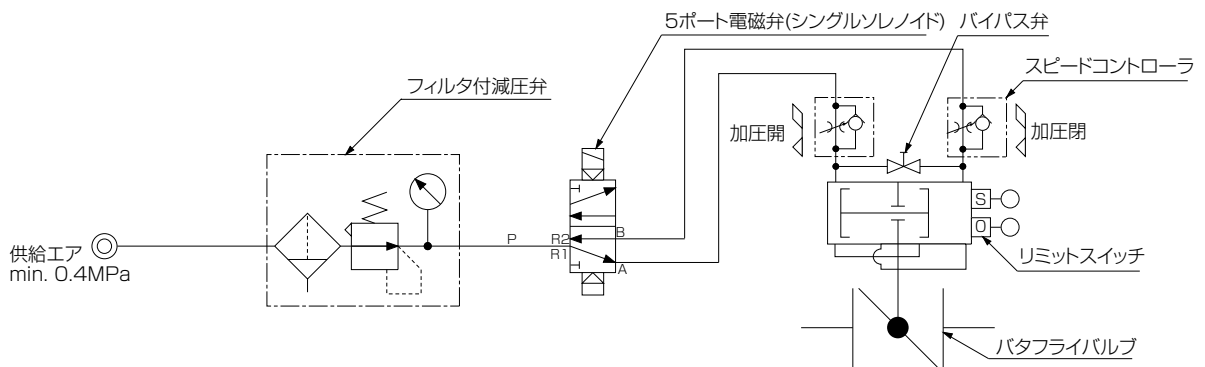 5ポート電磁弁(シングルソレノイド)
バイパス弁
スピードコントローラ
フィルタ付減圧弁
加圧開
加圧閉
供給エア
min. 0.4MPa
P
R2
R1
B
A
S
O
リミットスイッチ
バタフライバルブ